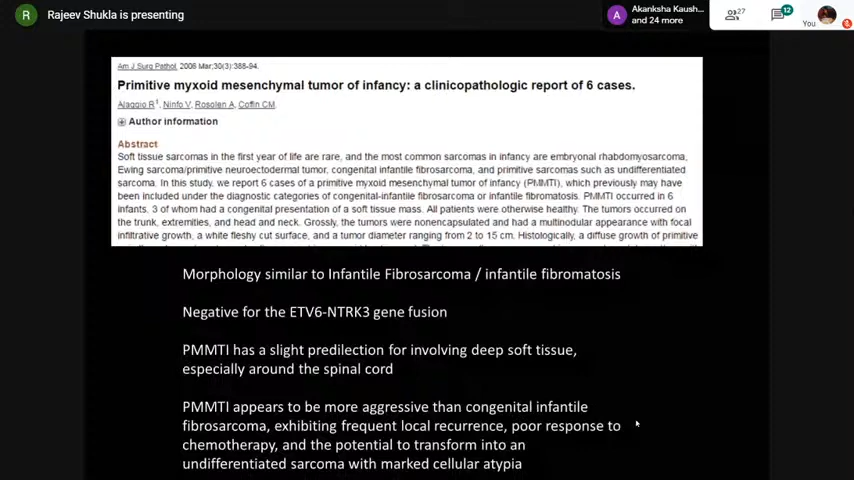 R Rajeev Shukla is presenting
A Akanksha Kaush...
and 24 more
27
12
You
Am J Surg Pathol. 2006 Mar;30(3):388-94.
Primitive myxoid mesenchymal tumor of infancy: a clinicopathologic report of 6 cases.
Alaggio R1, Ninfo V, Rosolen A, Coffin CM.
Author information
Abstract
Soft tissue sarcomas in the first year of life are rare, and the most common sarcomas in infancy are embryonal rhabdomyosarcoma,
Ewing sarcoma/primitive neuroectodermal tumor, congenital infantile fibrosarcoma, and primitive sarcomas such as undifferentiated
sarcoma. In this study, we report 6 cases of a primitive myxoid mesenchymal tumor of infancy (PMMTI), which previously may have
been included under the diagnostic categories of congenital-infantile fibrosarcoma or infantile fibromatosis. PMMTI occurred in 6
infants, 3 of whom had a congenital presentation of a soft tissue mass. All patients were otherwise healthy. The tumors occurred on
the trunk, extremities, and head and neck. Grossly, the tumors were nonencapsulated and had a multinodular appearance with focal
infiltrative growth, a white fleshy cut surface, and a tumor diameter ranging from 2 to 15 cm. Histologically, a diffuse growth of primitive
Morphology similar to Infantile Fibrosarcoma / infantile fibromatosis
Negative for the ETV6-NTRK3 gene fusion
PMMTI has a slight predilection for involving deep soft tissue,
especially around the spinal cord
PMMTI appears to be more aggressive than congenital infantile
fibrosarcoma, exhibiting frequent local recurrence, poor response to
chemotherapy, and the potential to transform into an
undifferentiated sarcoma with marked cellular atypia